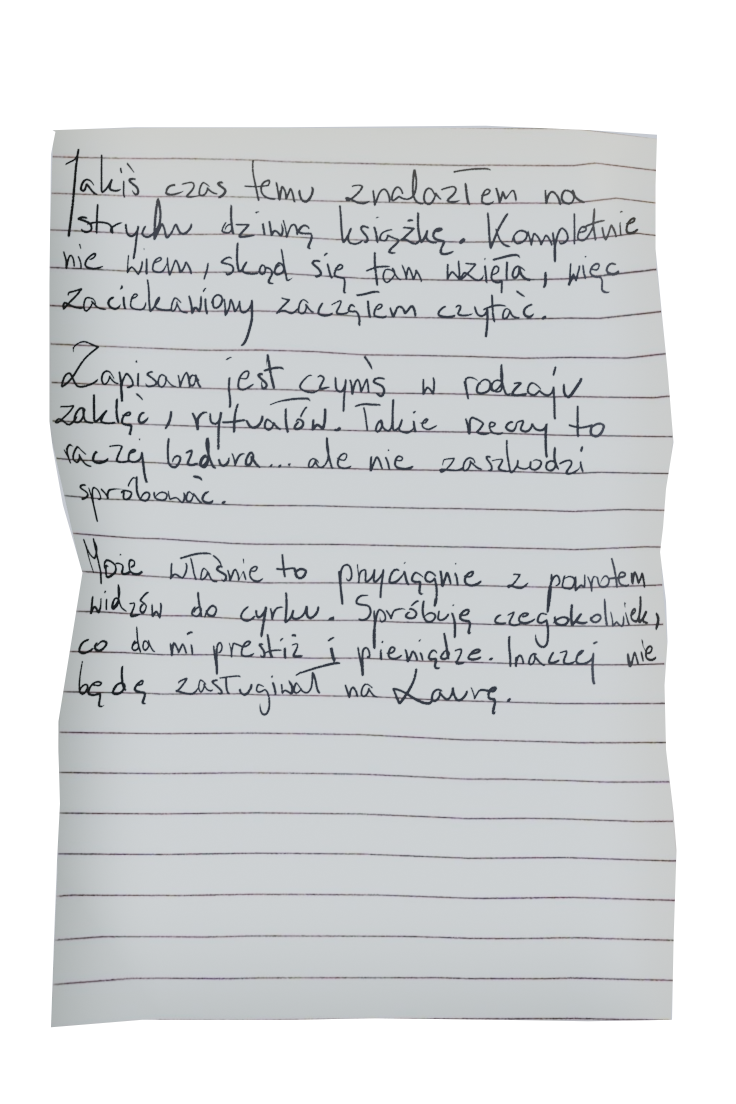 Jakiś czas temu znalazłem na
strychu dziwną książkę. Kompletnie
nie wiem, skąd się tam wzięła, więc
zaciekawiony zacząłem czytać.
Zapisana jest czymś w rodzaju
zaklęć, rytuałów. Takie rzeczy to
raczej bzdura... ale nie zaszkodzi
spróbować.
Może właśnie to przyciągnie z powrotem
widzów do cyrku. Spróbuję czegokolwiek,
co da mi prestiż i pieniądze. Inaczej nie
będę zasługiwał na Laurę.